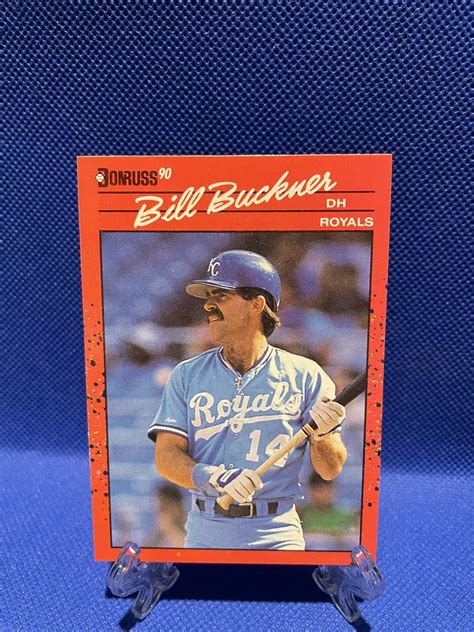 DONRUSS 90
Bill Buckner
DH
ROYALS
KC
Royals
14